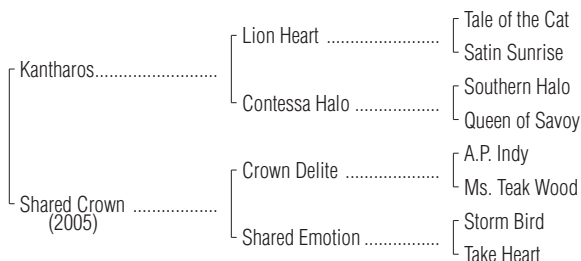 Tale of the Cat
Lion Heart ........................
Satin Sunrise
Kantharos..........................
Southern Halo
Contessa Halo ..................
Queen of Savoy
A.P. Indy
Crown Delite ....................
Ms. Teak Wood
Shared Crown ..................
(2005)
Storm Bird
Shared Emotion ................
Take Heart